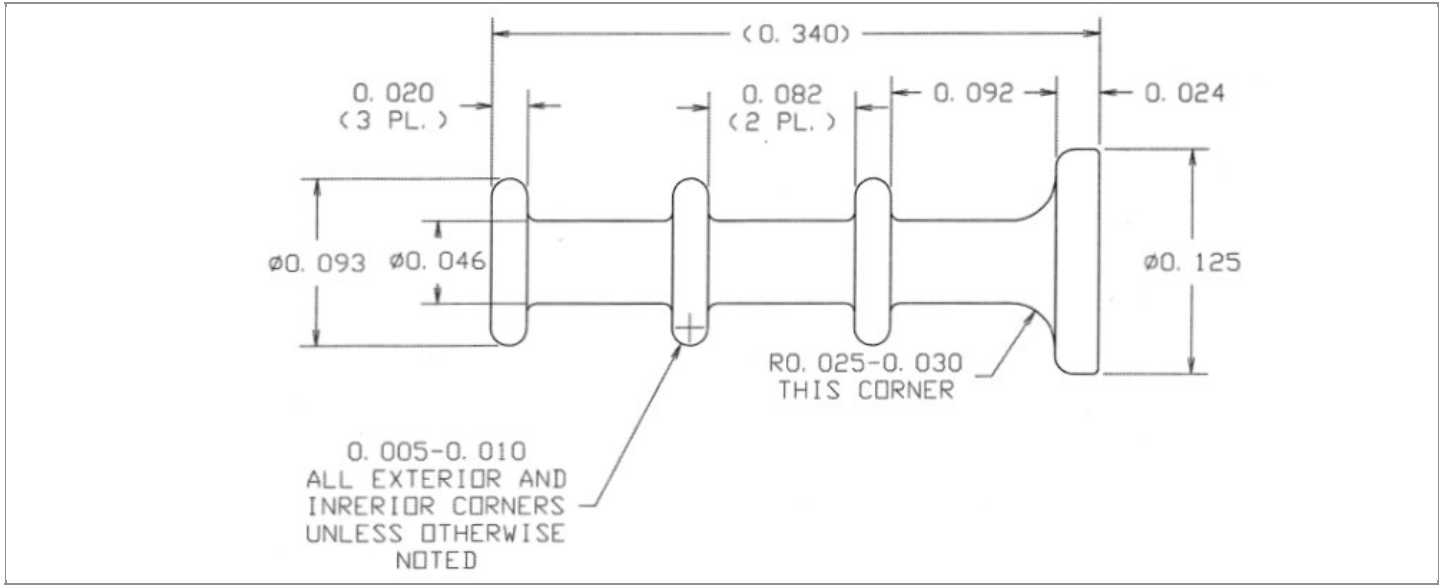 (0.340)
0.020
(3 PL.)
0.082
(2 PL.)
0.092
0.024
ø0.093
ø0.046
ø0.125
R0.025-0.030
THIS CORNER
0.005-0.010
ALL EXTERIOR AND
INRERIOR CORNERS
UNLESS OTHERWISE
NOTED